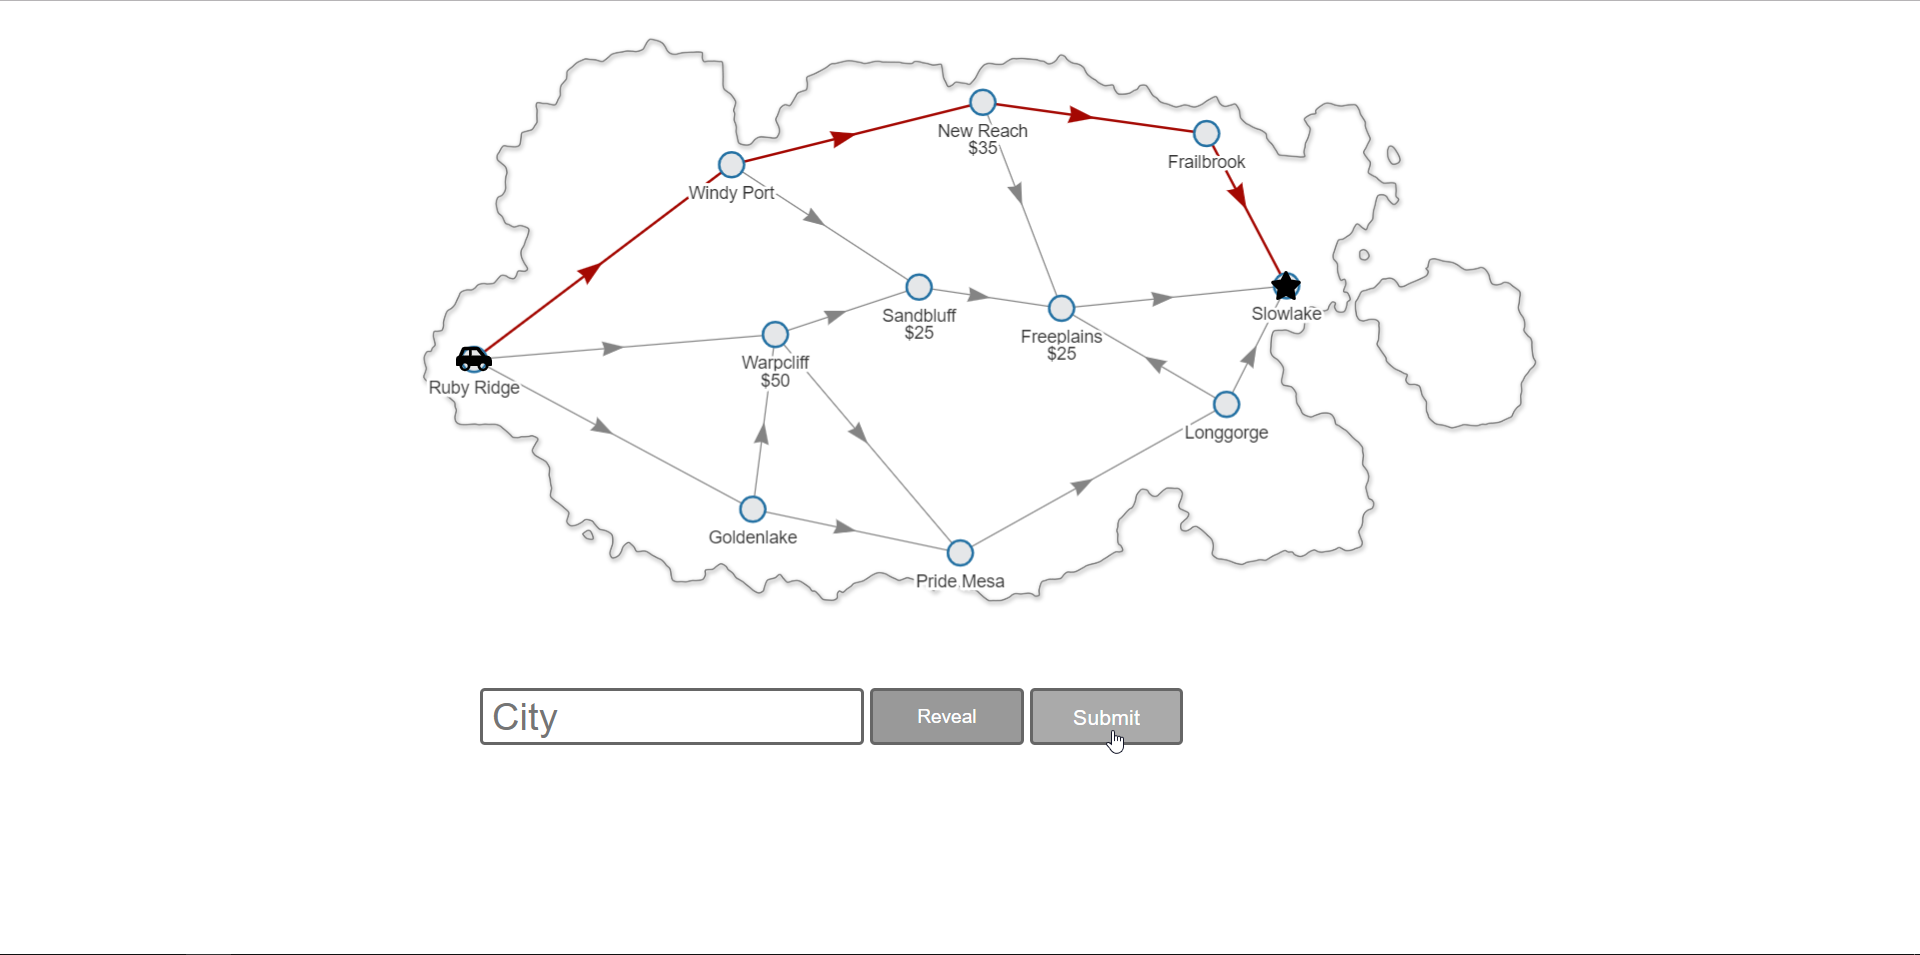 New Reach
$35
Frailbrook
Windy Port
Sandbluff
$25
Slowlake
Freeplains
$25
Warpcliff
$50
Ruby Ridge
Longgorge
Goldenlake
Pride Mesa
City
Reveal
Submit